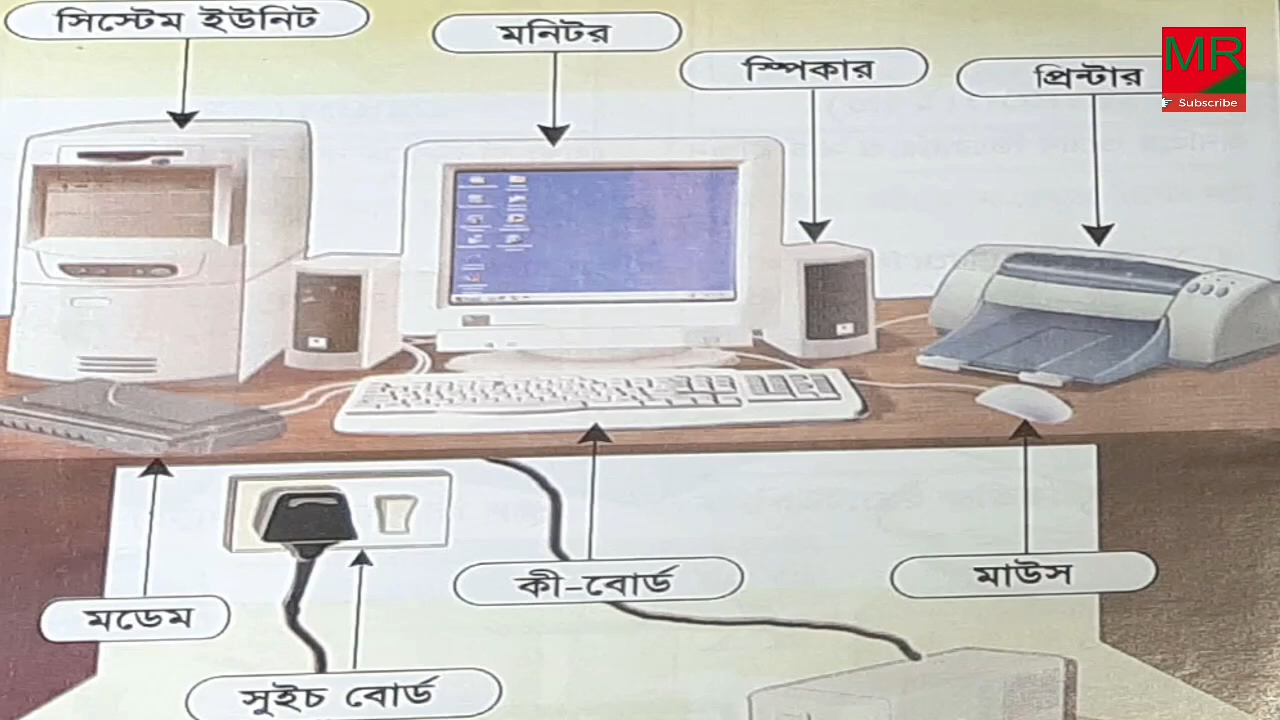 সিস্টেম ইউনিট
মনিটর
স্পিকার
প্রিন্টার
MR
Subscribe
কী-বোর্ড
মাউস
মডেম
সুইচ বোর্ড